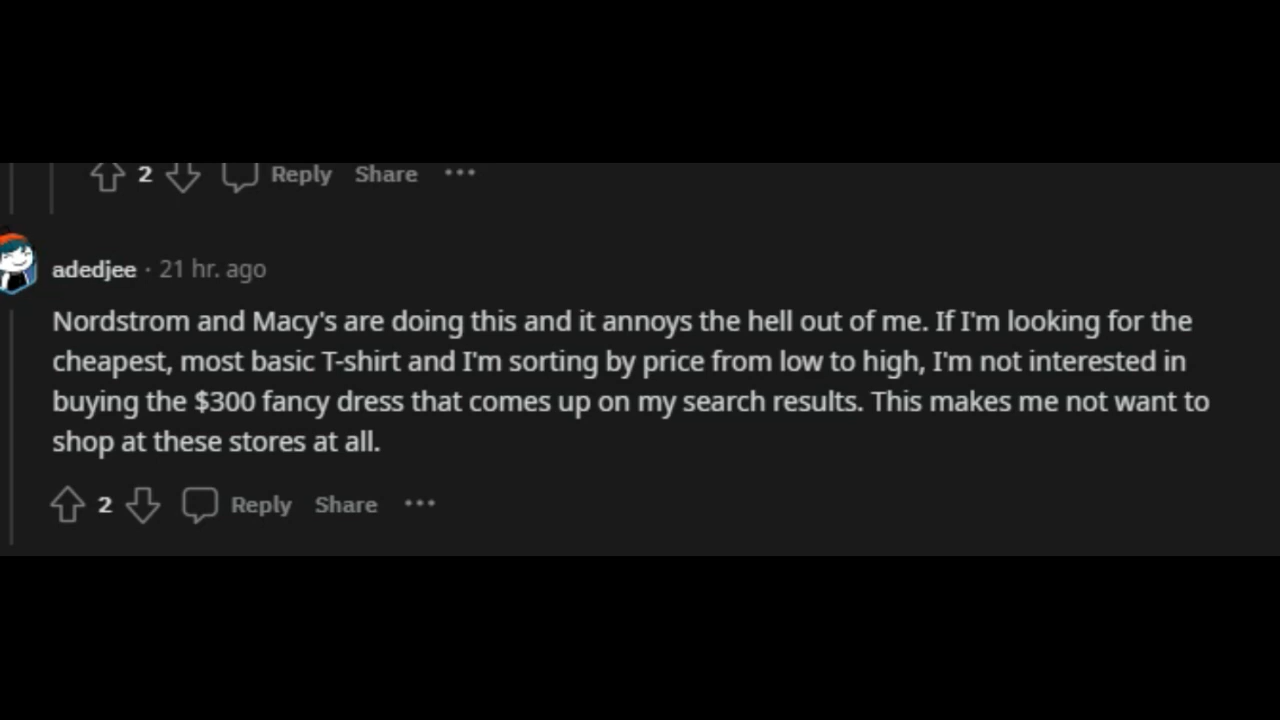 2 Reply Share ···
adedjee · 21 hr. ago
Nordstrom and Macy's are doing this and it annoys the hell out of me. If I'm looking for the
cheapest, most basic T-shirt and I'm sorting by price from low to high, I'm not interested in
buying the $300 fancy dress that comes up on my search results. This makes me not want to
shop at these stores at all.
2 Reply Share ···